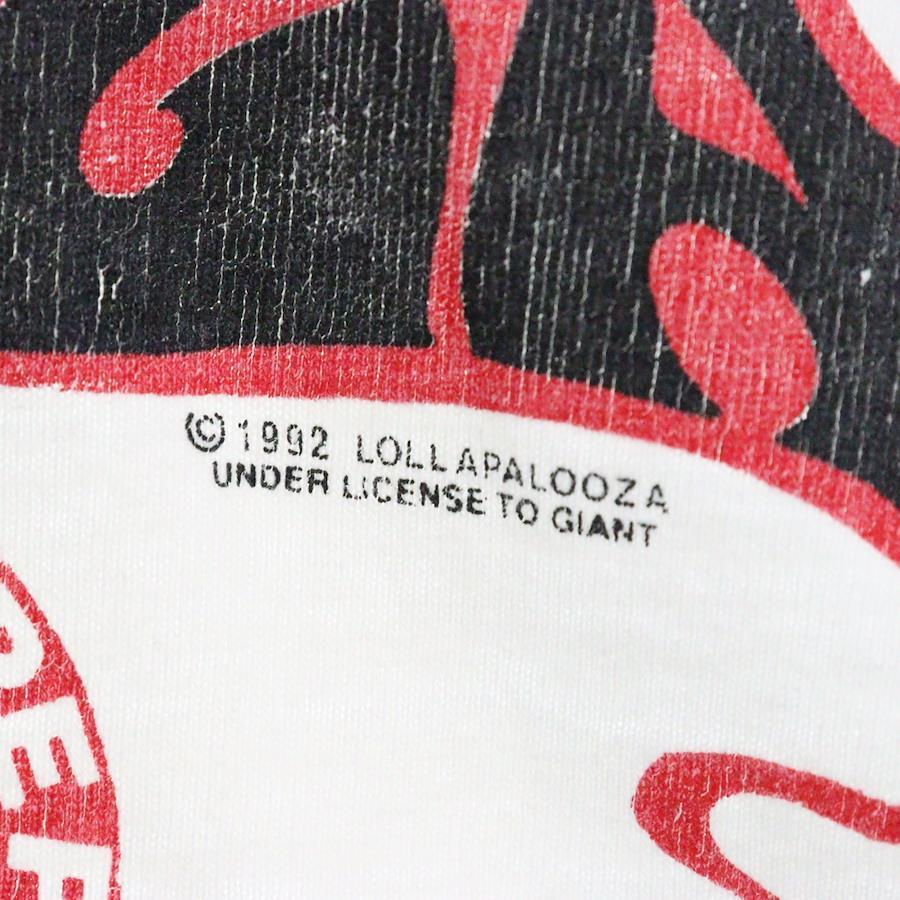 © 1992 LOLLAPALOOZA
UNDER LICENSE TO GIANT